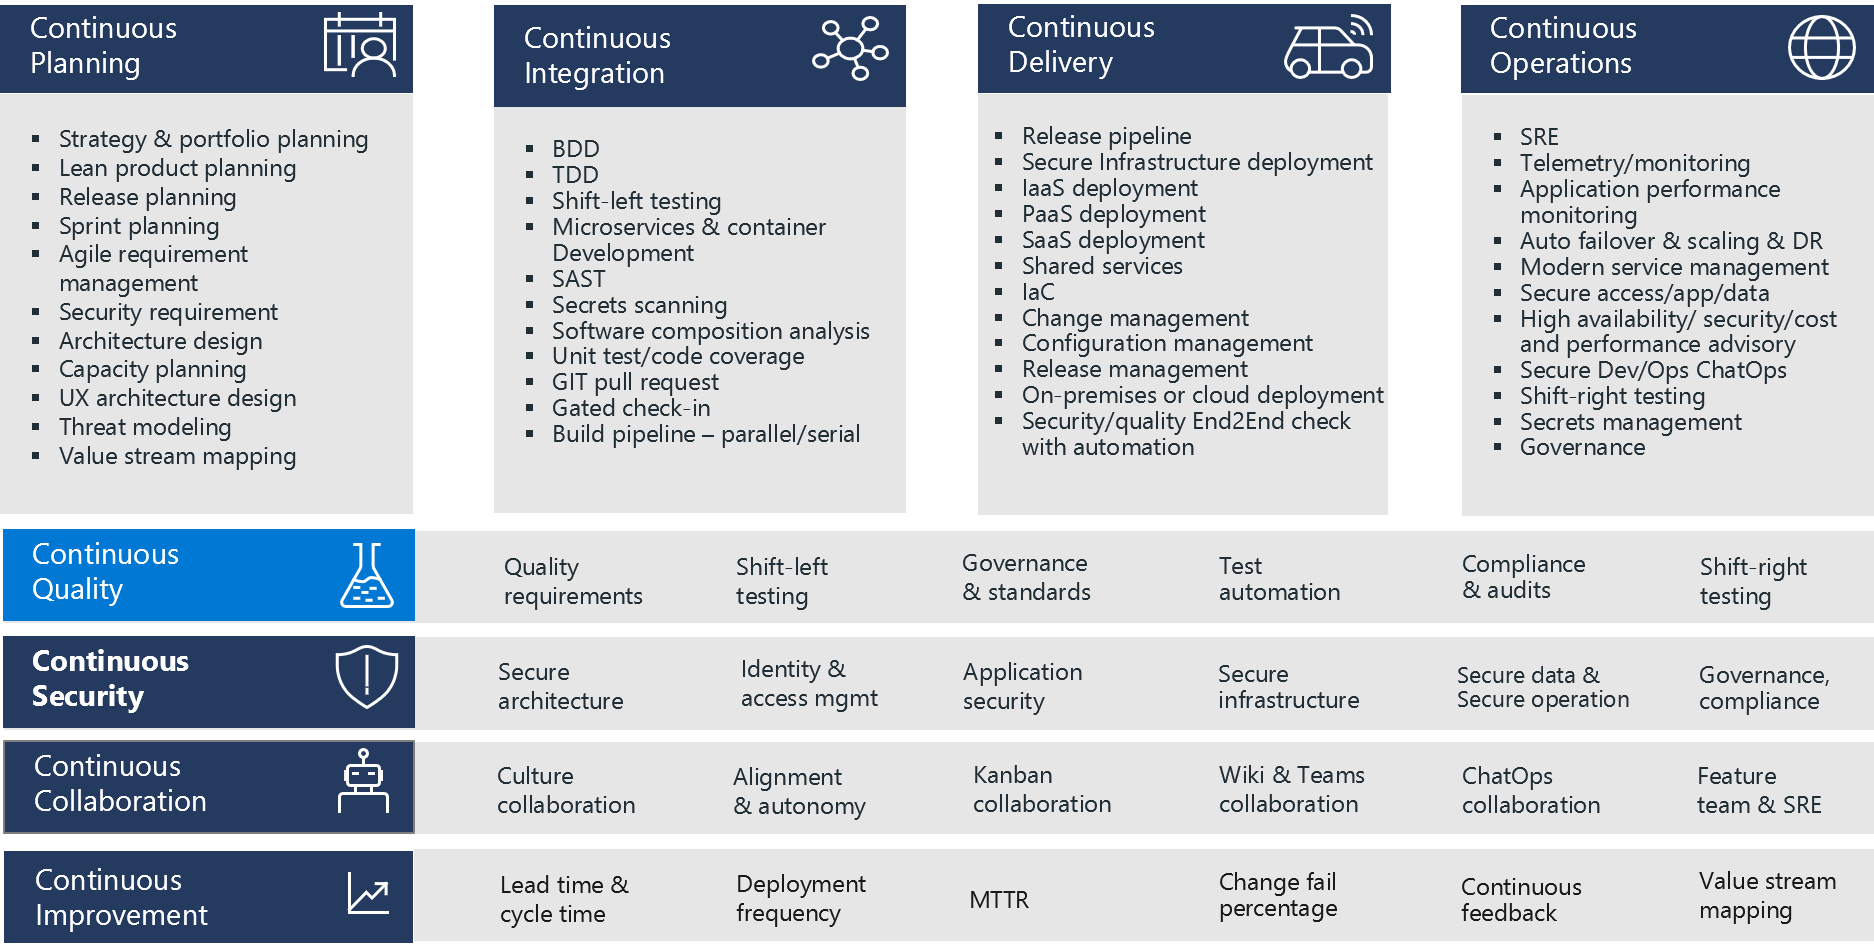 Continuous
Planning
Strategy & portfolio planning
Lean product planning
Release planning
Sprint planning
Agile requirement
management
Security requirement
Architecture design
Capacity planning
UX architecture design
Threat modeling
Value stream mapping
Continuous
Integration
BDD
TDD
Shift-left testing
Microservices & container
Development
SAST
Secrets scanning
Software composition analysis
Unit test/code coverage
GIT pull request
Gated check-in
Build pipeline – parallel/serial
Continuous
Delivery
Release pipeline
Secure Infrastructure deployment
IaaS deployment
PaaS deployment
SaaS deployment
Shared services
IaC
Change management
Configuration management
Release management
On-premises or cloud deployment
Security/quality End2End check
with automation
Continuous
Operations
SRE
Telemetry/monitoring
Application performance
monitoring
Auto failover & scaling & DR
Modern service management
Secure access/app/data
High availability/ security/cost
and performance advisory
Secure Dev/Ops ChatOps
Shift-right testing
Secrets management
Governance
Continuous
Quality
Quality
requirements
Shift-left
testing
Governance
& standards
Test
automation
Compliance
& audits
Shift-right
testing
Continuous
Security
Secure
architecture
Identity &
access mgmt
Application
security
Secure
infrastructure
Secure data &
Secure operation
Governance,
compliance
Continuous
Collaboration
Culture
collaboration
Alignment
& autonomy
Kanban
collaboration
Wiki & Teams
collaboration
ChatOps
collaboration
Feature
team & SRE
Continuous
Improvement
Lead time &
cycle time
Deployment
frequency
MTTR
Change fail
percentage
Continuous
feedback
Value stream
mapping